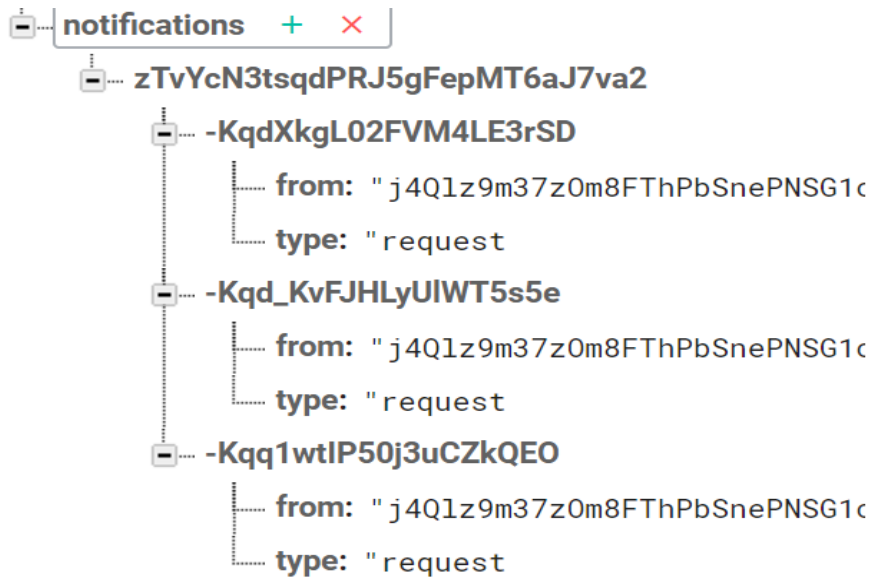 notifications + ×
zTvYcN3tsqdPRJ5gFepMT6aJ7va2
-KqdXkgL02FVM4LE3rSD
from: "j4Qlz9m37zOm8FThPbSnePNSG1c
type: "request
-Kqd_KvFJHLyUlWT5s5e
from: "j4Qlz9m37zOm8FThPbSnePNSG1c
type: "request
-Kqq1wtIP50j3uCZkQEO
from: "j4Qlz9m37zOm8FThPbSnePNSG1c
type: "request